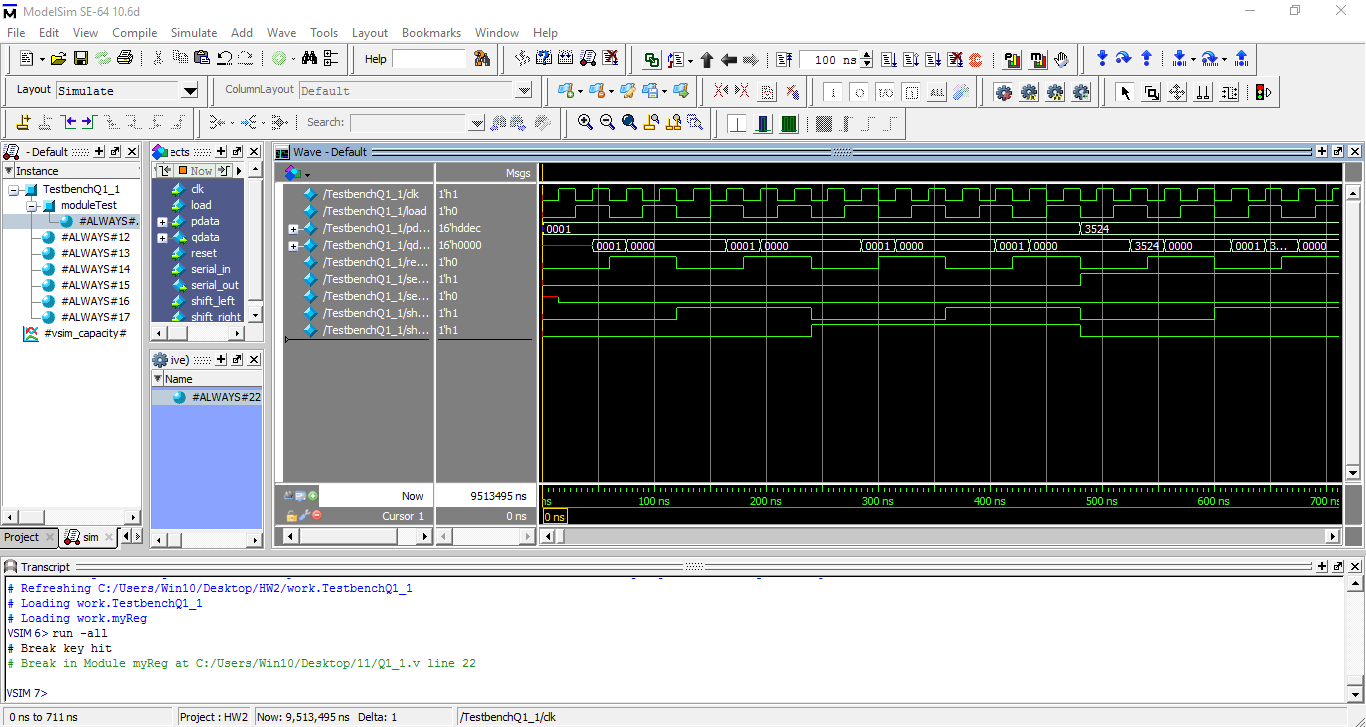 ModelSim SE-64 10.6d
File Edit View Compile Simulate Add Wave Tools Layout Bookmarks Window Help
Help
100 ns
Layout Simulate
ColumnLayout Default
ALL
Search:
- Default
Instance
TestbenchQ1_1
moduleTest
#ALWAYS#.
#ALWAYS#12
#ALWAYS#13
#ALWAYS#14
#ALWAYS#15
#ALWAYS#16
#ALWAYS#17
#vsim_capacity#
Project
sim
ects
Now
clk
load
pdata
qdata
reset
serial_in
serial_out
shift_left
shift_right
ive)
Name
#ALWAYS#22
Wave - Default
Msgs
/TestbenchQ1_1/clk 1'h1
/TestbenchQ1_1/load 1'h0
/TestbenchQ1_1/pd... 16'hddec 0001 3524
/TestbenchQ1_1/qd... 16'h0000 0001 0000 0001 0000 0001 0000 0001 0000 3524 0000 0001 3... 0000
/TestbenchQ1_1/re... 1'h0
/TestbenchQ1_1/se... 1'h1
/TestbenchQ1_1/se... 1'h0
/TestbenchQ1_1/sh... 1'h1
/TestbenchQ1_1/sh... 1'h1
Now 9513495 ns ns 100 ns 200 ns 300 ns 400 ns 500 ns 600 ns 700 ns
Cursor 1 0 ns 0 ns
Transcript
# Refreshing C:/Users/Win10/Desktop/HW2/work.TestbenchQ1_1
# Loading work.TestbenchQ1_1
# Loading work.myReg
VSIM 6> run -all
# Break key hit
# Break in Module myReg at C:/Users/Win10/Desktop/11/Q1_1.v line 22
VSIM 7>
0 ns to 711 ns Project : HW2 Now: 9,513,495 ns Delta: 1 /TestbenchQ1_1/clk